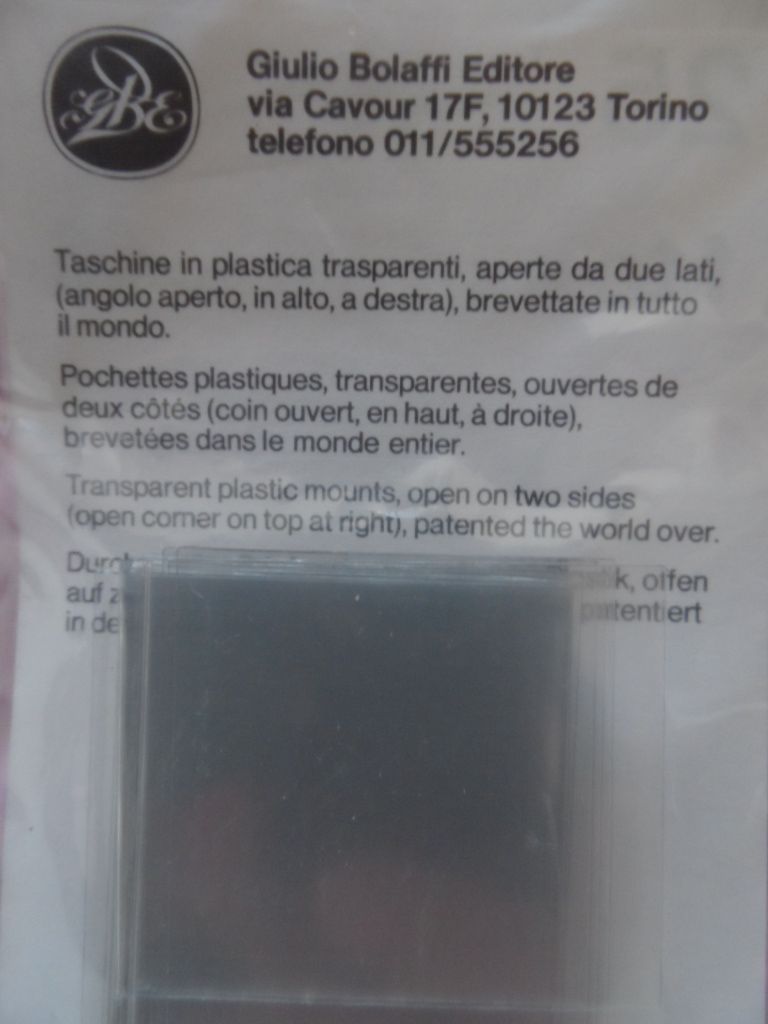 GBE
Giulio Bolaffi Editore
via Cavour 17F, 10123 Torino
telefono 011/555256
Taschine in plastica trasparenti, aperte da due lati,
(angolo aperto, in alto, a destra), brevettate in tutto
il mondo.
Pochettes plastiques, transparentes, ouvertes de
deux côtés (coin ouvert, en haut, à droite),
brevetées dans le monde entier.
Transparent plastic mounts, open on two sides
(open corner on top at right), patented the world over.
offen
auf patentiert
in